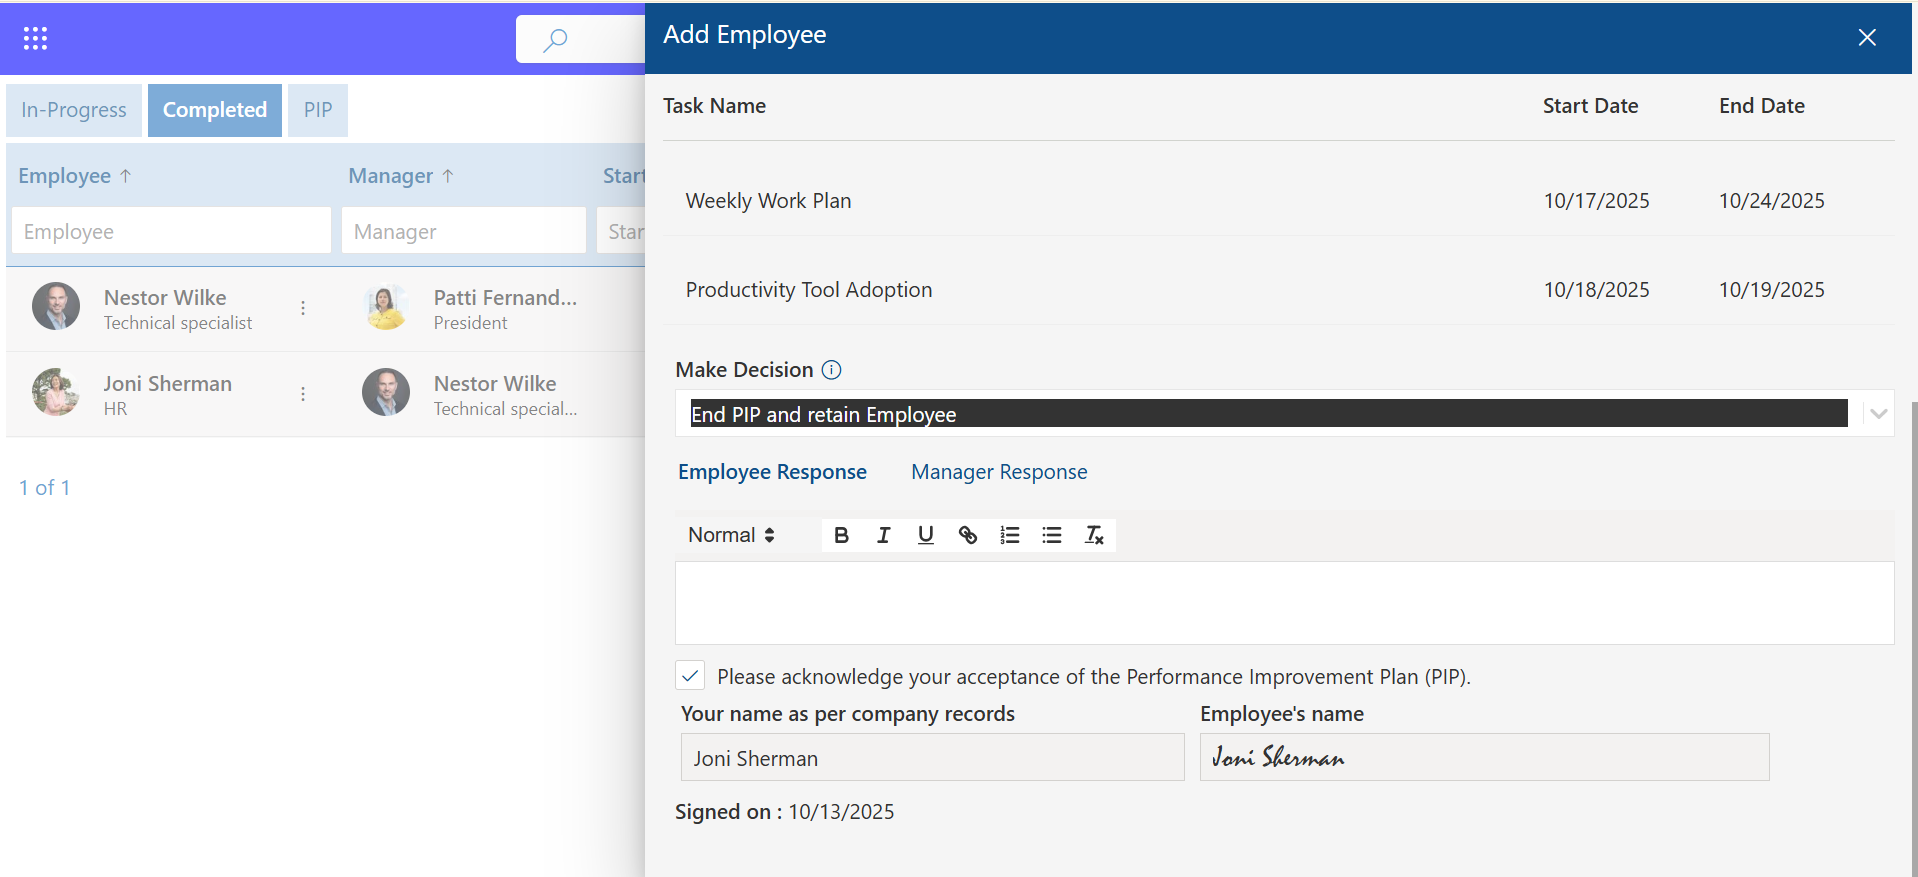 Add Employee
In-Progress Completed PIP
Employee ↑ Manager ↑ Start
Employee Manager Star
Nestor Wilke
Technical specialist
Patti Fernand...
President
Joni Sherman
HR
Nestor Wilke
Technical special...
1 of 1
Task Name Start Date End Date
Weekly Work Plan 10/17/2025 10/24/2025
Productivity Tool Adoption 10/18/2025 10/19/2025
Make Decision
End PIP and retain Employee
Employee Response Manager Response
Normal B I U
Please acknowledge your acceptance of the Performance Improvement Plan (PIP).
Your name as per company records Employee's name
Joni Sherman Joni Sherman
Signed on : 10/13/2025